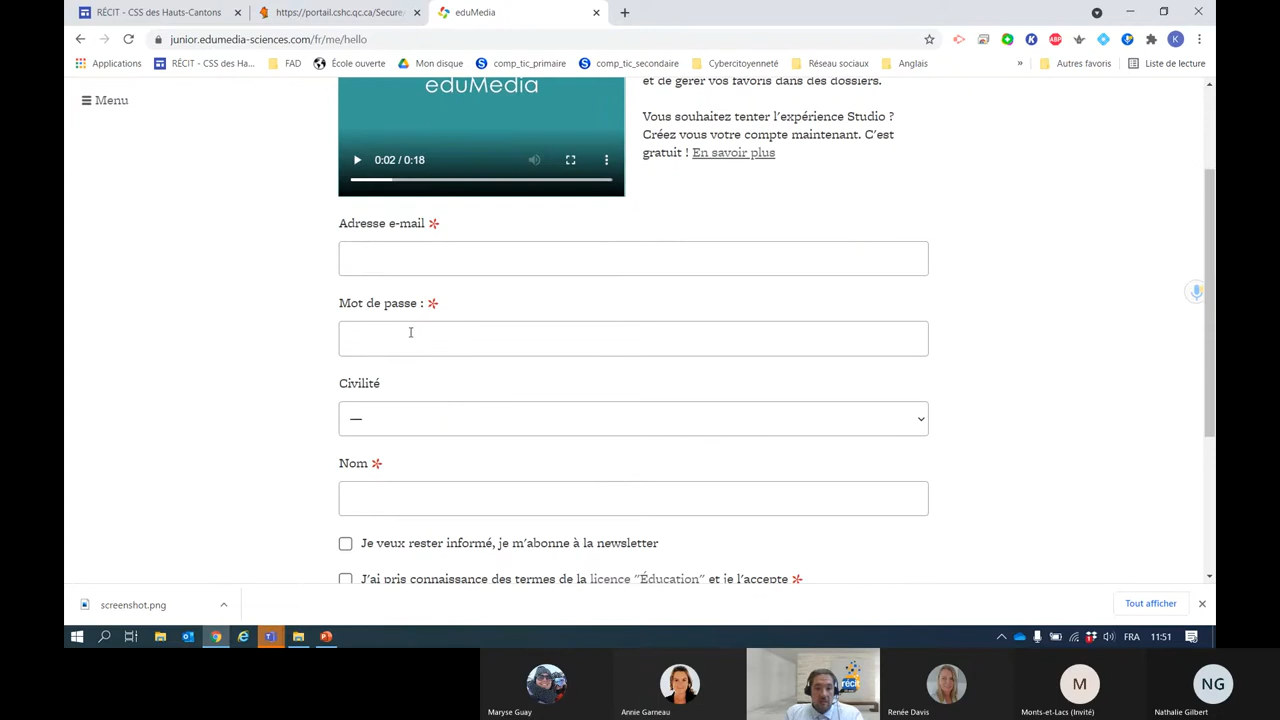 RÉCIT - CSS des Hauts-Cantons
https://portail.cshc.qc.ca/Secure/
eduMedia
K
junior.edumedia-sciences.com/fr/me/hello
ABP
K
Applications
RÉCIT - CSS des Ha...
FAD
École ouverte
Mon disque
comp_tic_primaire
comp_tic_secondaire
Cybercitoyenneté
Réseau sociaux
Anglais
»
Autres favoris
Liste de lecture
Menu
eduMedia
0:02 / 0:18
et de gérer vos favoris dans des dossiers.
Vous souhaitez tenter l'expérience Studio ?
Créez vous votre compte maintenant. C'est
gratuit ! En savoir plus
Adresse e-mail *
Mot de passe : *
Civilité
—
Nom *
Je veux rester informé, je m'abonne à la newsletter
J'ai pris connaissance des termes de la licence "Éducation" et je l'accepte *
screenshot.png
Tout afficher
FRA
11:51
récit
M
NG
Maryse Guay
Annie Garneau
Renée Davis
Monts-et-Lacs (Invité)
Nathalie Gilbert